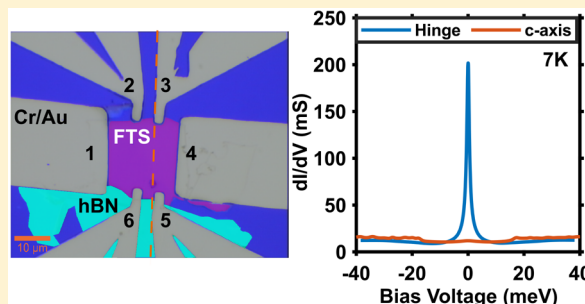 2
3
Cr/Au
FTS
1
4
hBN
6
5
10 µm
Hinge
c-axis
7K
250
200
150
100
50
0
-40
-20
0
20
40
dI/dV (mS)
Bias Voltage (meV)